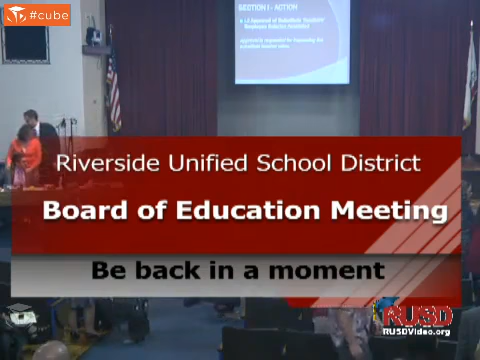 #cube
SECTION I - ACTION
Riverside Unified School District
Board of Education Meeting
Be back in a moment
RUSD
RUSDVideo.org